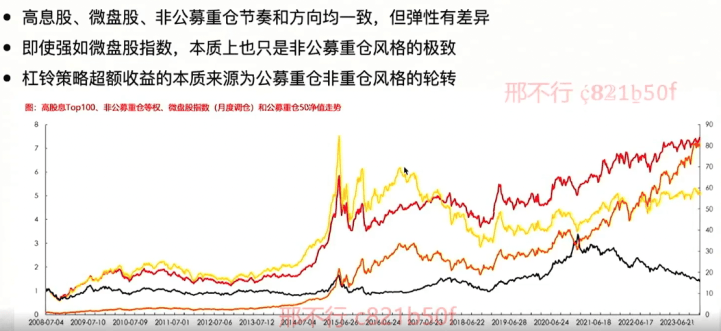 ● 高息股、微盘股、非公募重仓节奏和方向均一致，但弹性有差异
● 即使强如微盘股指数，本质上也只是非公募重仓风格的极致
● 杠铃策略超额收益的本质来源为公募重仓非重仓风格的轮转
邢不行
图：高股息Top100、非公募重仓等权、微盘股指数（月度调仓）和公募重仓50净值走势
8 90
7 80
6 70
60
5
50
4
40
3
30
2
20
1 10
0 0
2008-07-04 2009-07-10 2010-07-09 2011-07-01 2012-07-06 2013-07-12 2014-07-04 2015-06-26 2016-06-24 2017-06-23 2018-06-22 2019-06-28 2020-06-24 2021-06-18 2022-06-17 2023-06-21
邢不行